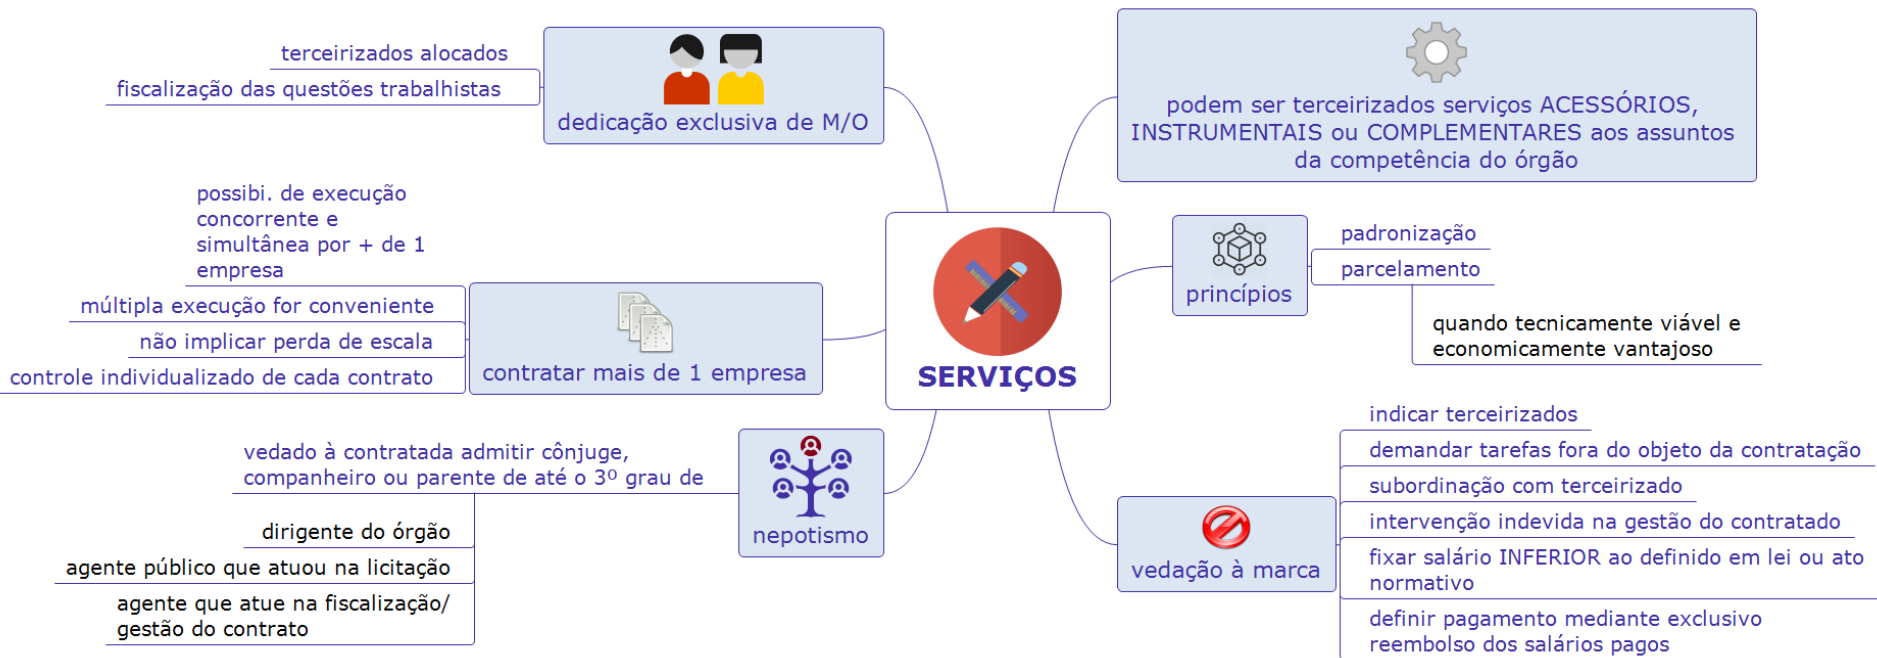 terceirizados alocados
fiscalização das questões trabalhistas
dedicação exclusiva de M/O
podem ser terceirizados serviços ACESSÓRIOS,
INSTRUMENTAIS ou COMPLEMENTARES aos assuntos
da competência do órgão
possibi. de execução
concorrente e
simultânea por + de 1
empresa
múltipla execução for conveniente
não implicar perda de escala
controle individualizado de cada contrato
contratar mais de 1 empresa
SERVIÇOS
princípios
padronização
parcelamento
quando tecnicamente viável e
economicamente vantajoso
vedado à contratada admitir cônjuge,
companheiro ou parente de até o 3º grau de
dirigente do órgão
agente público que atuou na licitação
agente que atue na fiscalização/
gestão do contrato
nepotismo
vedação à marca
indicar terceirizados
demandar tarefas fora do objeto da contratação
subordinação com terceirizado
intervenção indevida na gestão do contratado
fixar salário INFERIOR ao definido em lei ou ato
normativo
definir pagamento mediante exclusivo
reembolso dos salários pagos